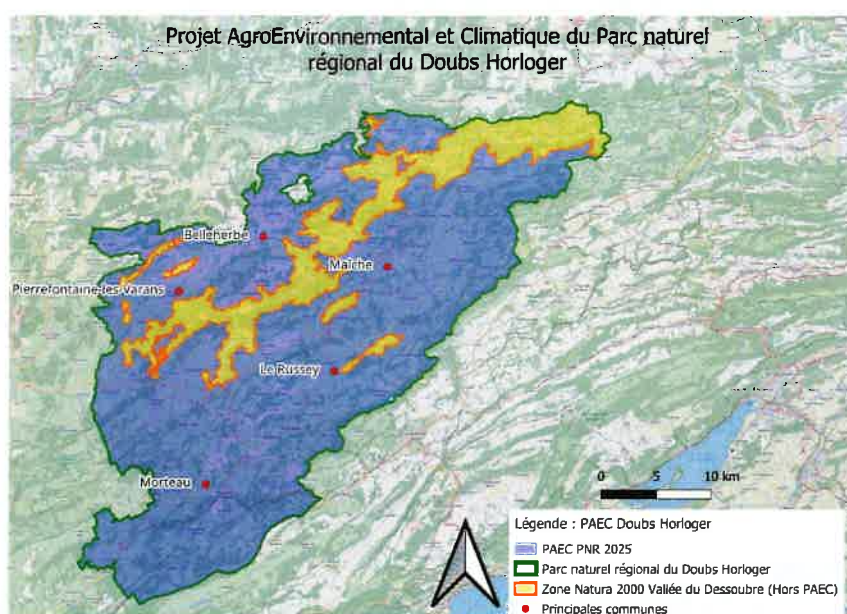 Projet AgroEnvironnemental et Climatique du Parc naturel
régional du Doubs Horloger
Belleherbe
Maîche
Pierrefontaine-les-Varans
Le Russey
Morteau
0 5 10 km
Légende : PAEC Doubs Horloger
PAEC PNR 2025
Parc naturel régional du Doubs Horloger
Zone Natura 2000 Vallée du Dessoubre (Hors PAEC)
Principales communes